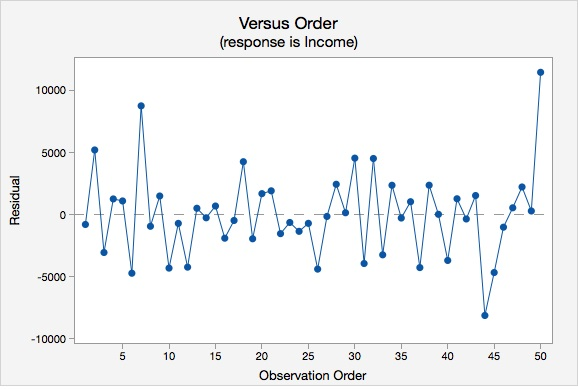 Versus Order
(response is Income)
10000
5000
0
-5000
-10000
Residual
5 10 15 20 25 30 35 40 45 50
Observation Order